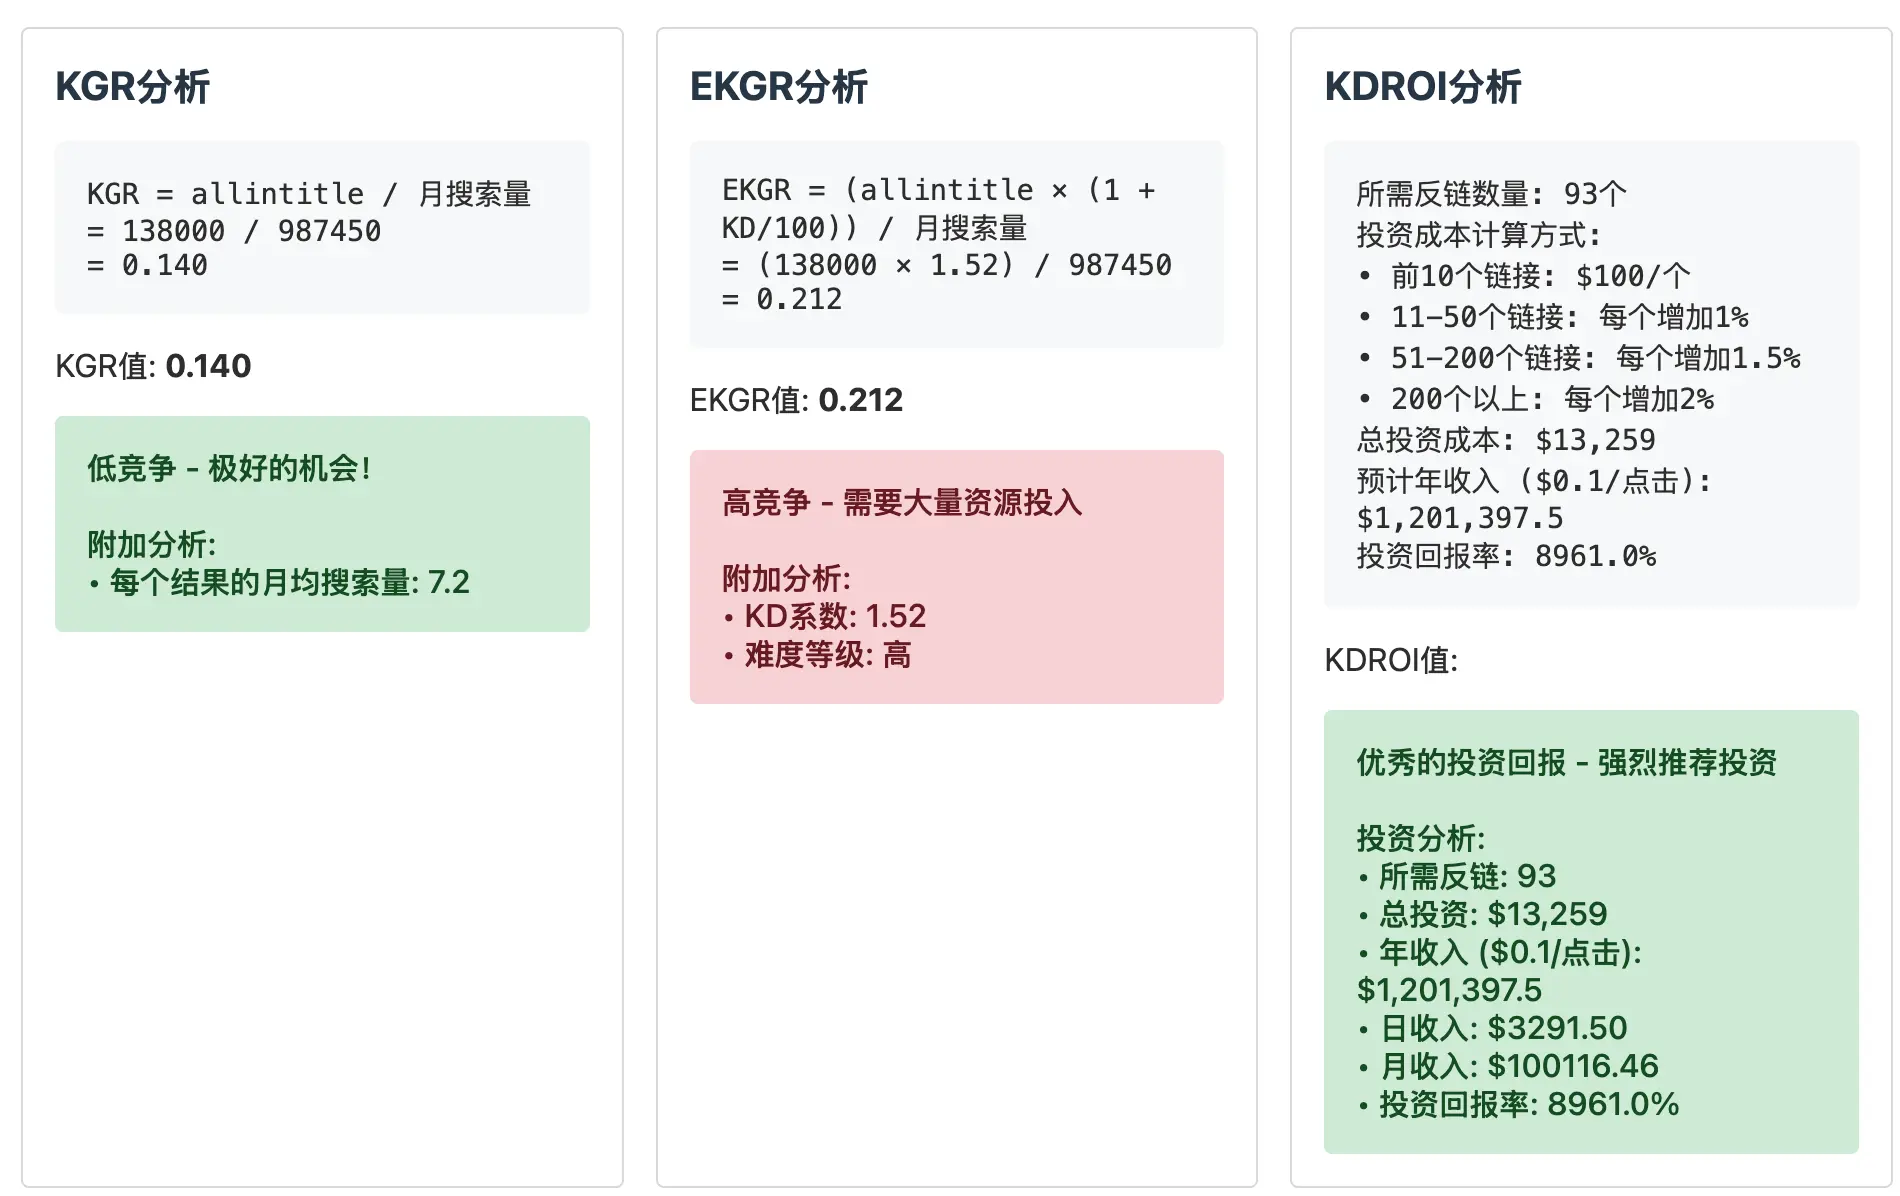 KGR分析
KGR = allintitle / 月搜索量
= 138000 / 987450
= 0.140
KGR值: 0.140
低竞争 - 极好的机会!
附加分析:
• 每个结果的月均搜索量: 7.2
EKGR分析
EKGR = (allintitle × (1 +
KD/100)) / 月搜索量
= (138000 × 1.52) / 987450
= 0.212
EKGR值: 0.212
高竞争 - 需要大量资源投入
附加分析:
• KD系数: 1.52
• 难度等级: 高
KDROI分析
所需反链数量: 93个
投资成本计算方式:
• 前10个链接: $100/个
• 11-50个链接: 每个增加1%
• 51-200个链接: 每个增加1.5%
• 200个以上: 每个增加2%
总投资成本: $13,259
预计年收入 ($0.1/点击):
$1,201,397.5
投资回报率: 8961.0%
KDROI值:
优秀的投资回报 - 强烈推荐投资
投资分析:
• 所需反链: 93
• 总投资: $13,259
• 年收入 ($0.1/点击):
$1,201,397.5
• 日收入: $3291.50
• 月收入: $100116.46
• 投资回报率: 8961.0%